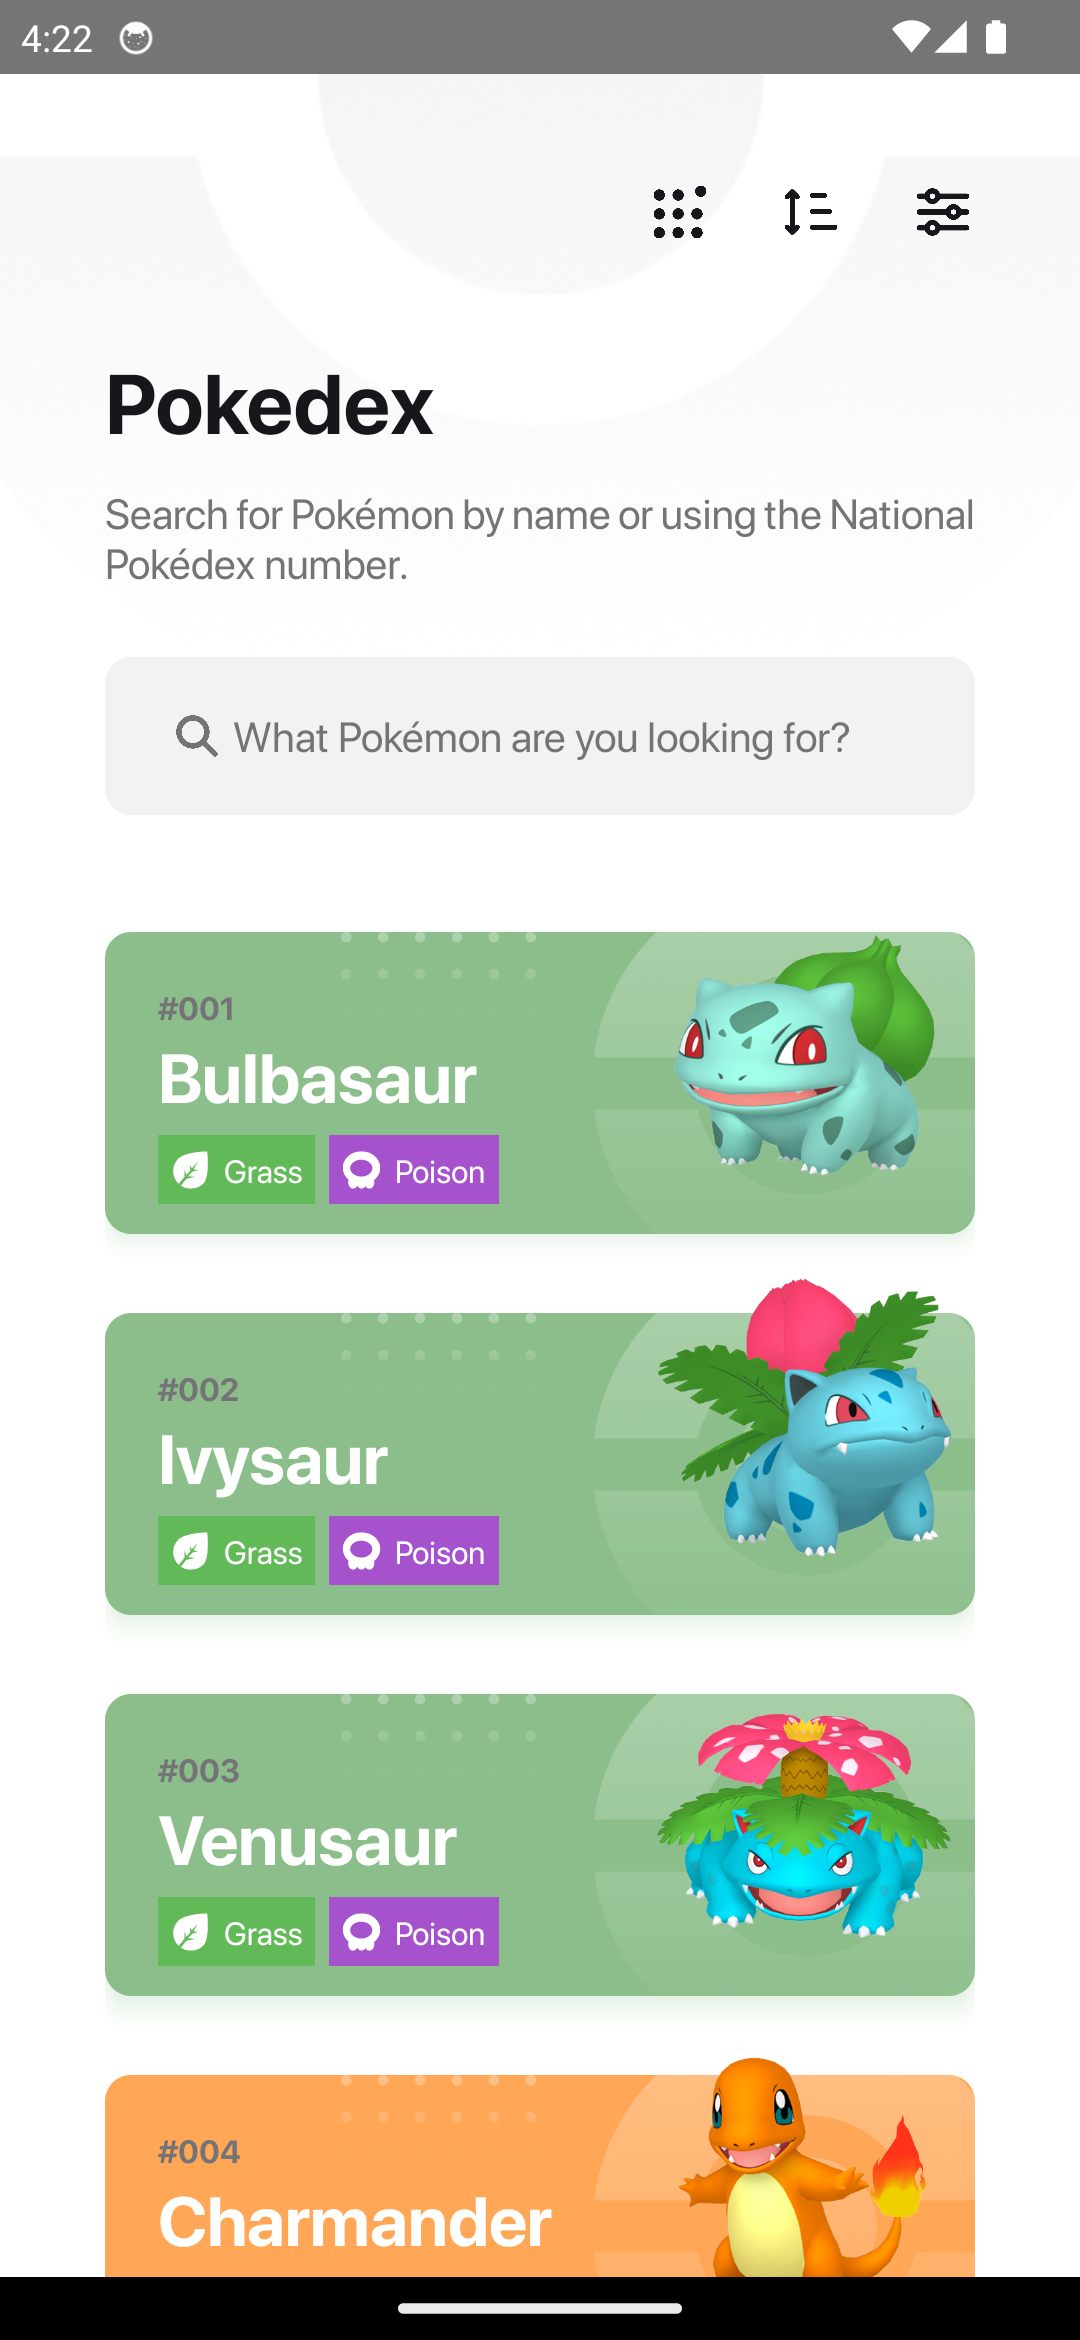 4:22
Pokedex
Search for Pokémon by name or using the National
Pokédex number.
What Pokémon are you looking for?
#001
Bulbasaur
Grass Poison
#002
Ivysaur
Grass Poison
#003
Venusaur
Grass Poison
#004
Charmander